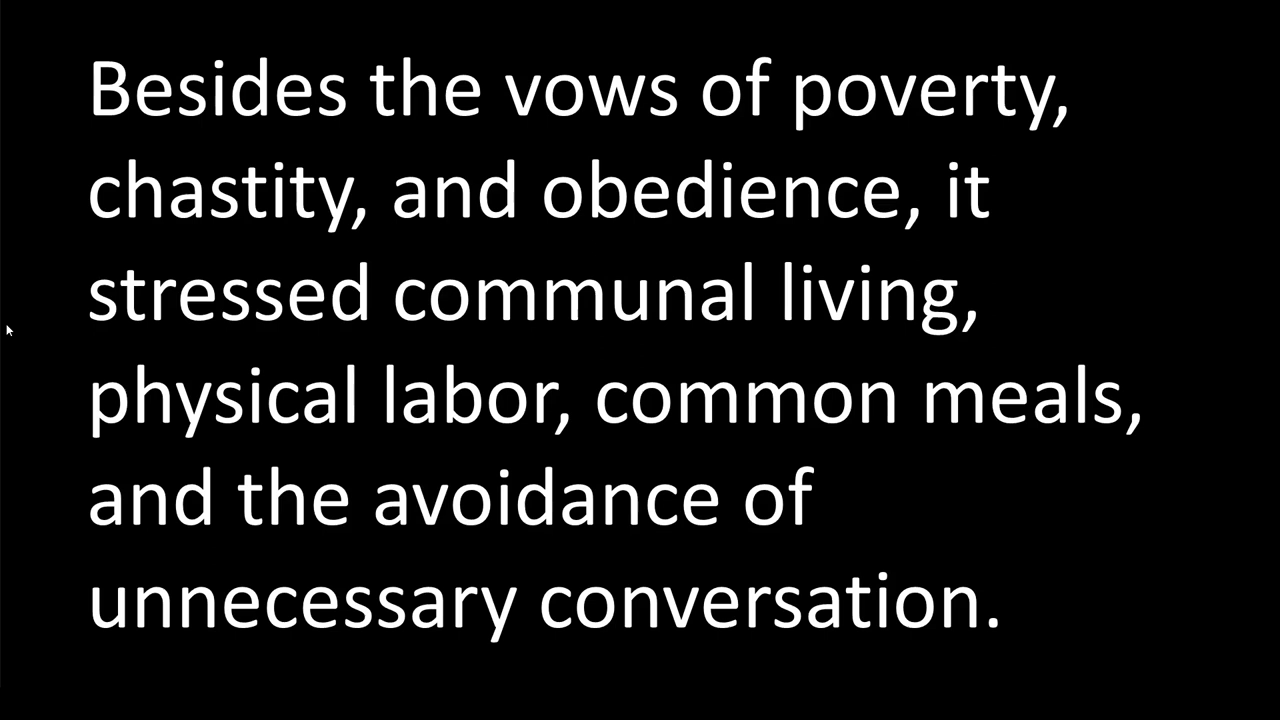 Besides the vows of poverty,
chastity, and obedience, it
stressed communal living,
physical labor, common meals,
and the avoidance of
unnecessary conversation.